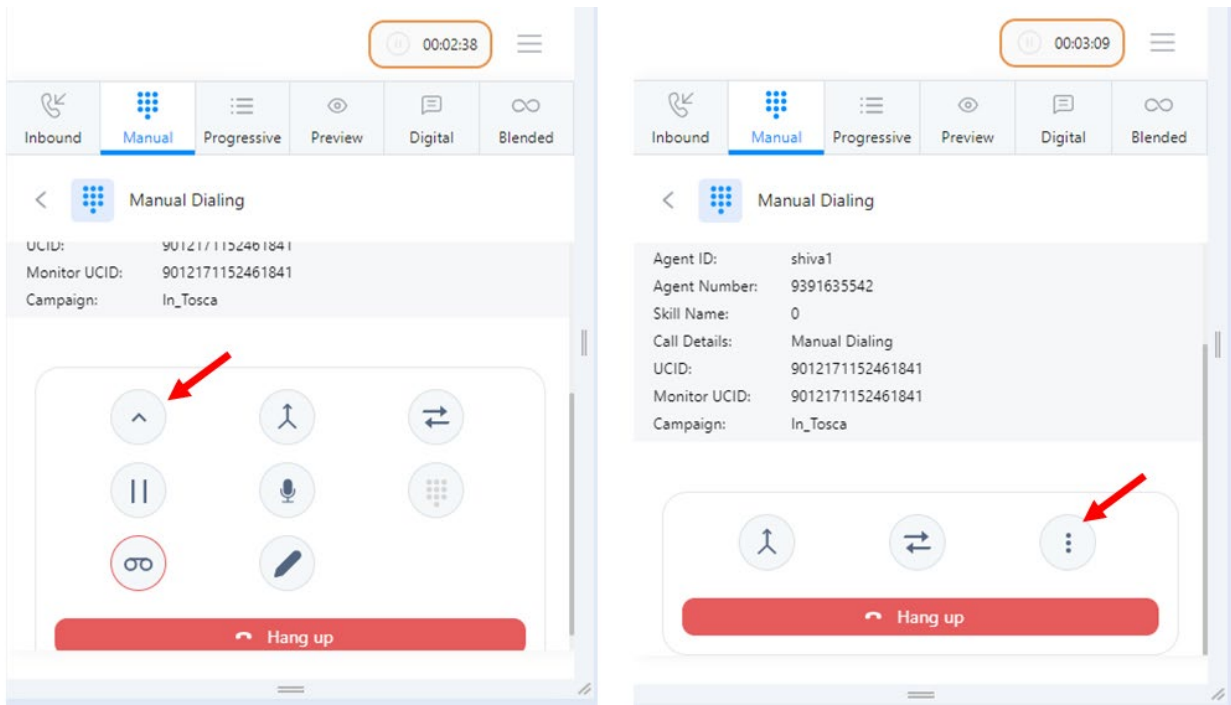 00:02:38
Inbound Manual Progressive Preview Digital Blended
Manual Dialing
UCID: 9012171152461841
Monitor UCID: 9012171152461841
Campaign: In_Tosca
Hang up
00:03:09
Inbound Manual Progressive Preview Digital Blended
Manual Dialing
Agent ID: shiva1
Agent Number: 9391635542
Skill Name: 0
Call Details: Manual Dialing
UCID: 9012171152461841
Monitor UCID: 9012171152461841
Campaign: In_Tosca
Hang up